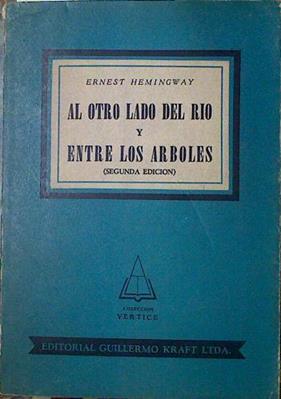 ERNEST HEMINGWAY
AL OTRO LADO DEL RIO
Y
ENTRE LOS ARBOLES
(SEGUNDA EDICION)
COLECCION
VERTICE
EDITORIAL GUILLERMO KRAFT LTDA.